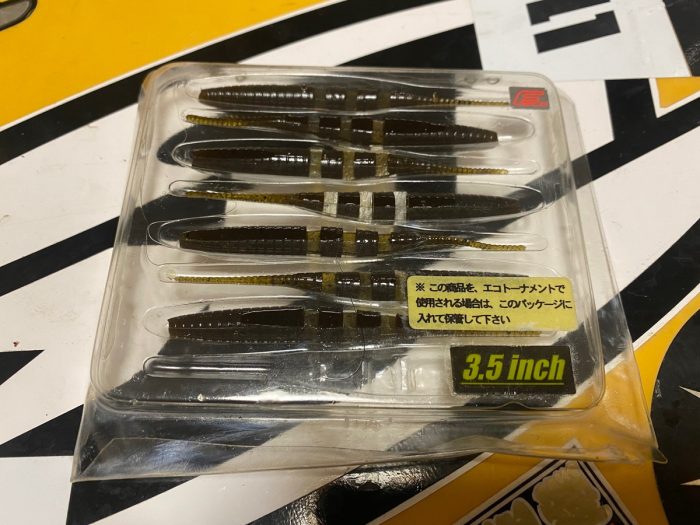 ※ この商品を、エコトーナメントで
使用される場合は、このパッケージに
入れて保管して下さい
3.5 inch